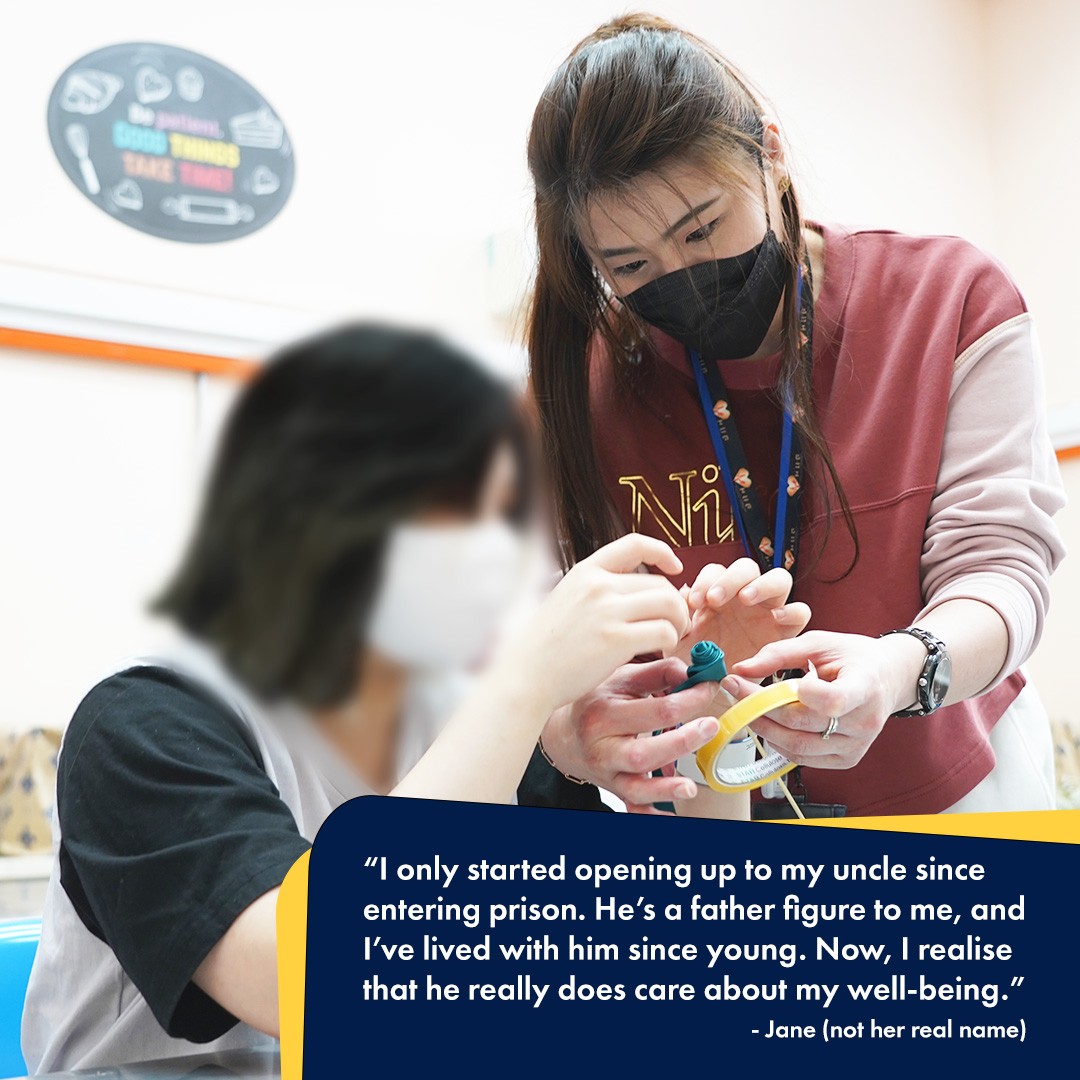 Be patient.
GOOD THINGS
TAKE TIME!
Ni
“I only started opening up to my uncle since
entering prison. He’s a father figure to me, and
I’ve lived with him since young. Now, I realise
that he really does care about my well-being.”
- Jane (not her real name)